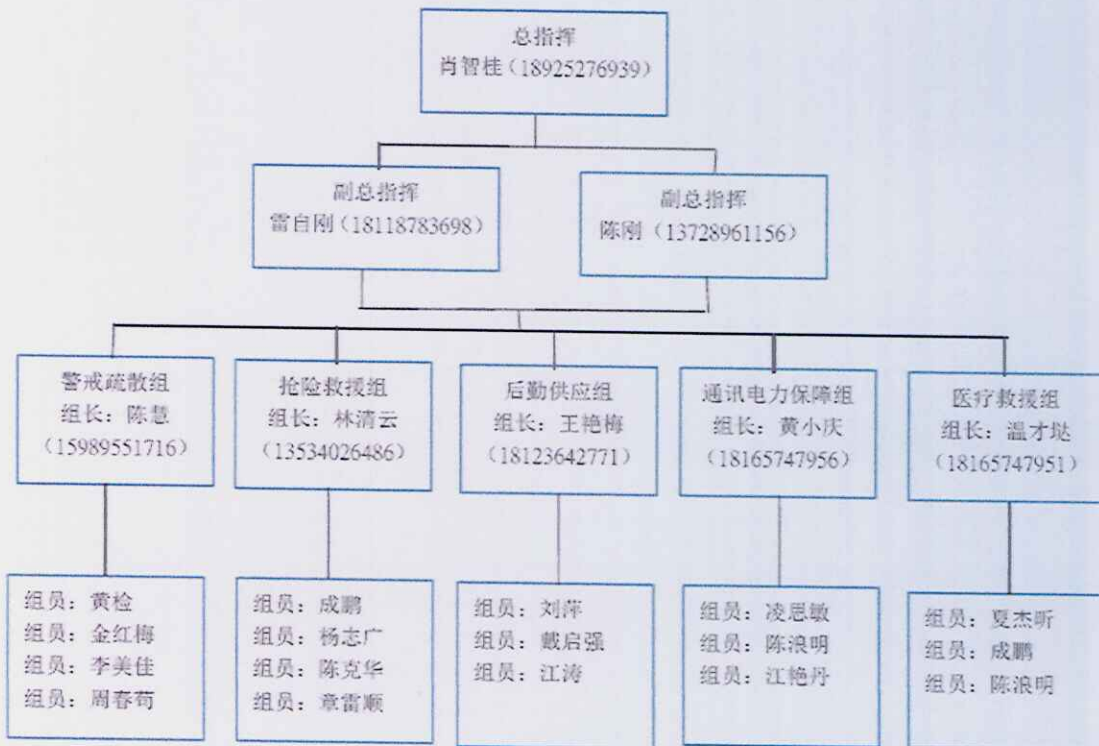 总指挥
肖智桂（18925276939）
副总指挥
雷自刚（18118783698）
副总指挥
陈刚（13728961156）
警戒疏散组
组长：陈慧
（15989551716）
抢险救援组
组长：林清云
（13534026486）
后勤供应组
组长：王艳梅
（18123642771）
通讯电力保障组
组长：黄小庆
（18165747956）
医疗救援组
组长：温才垯
（18165747951）
组员：黄检
组员：金红梅
组员：李美佳
组员：周春苟
组员：成鹏
组员：杨志广
组员：陈克华
组员：章雷顺
组员：刘萍
组员：戴启强
组员：江涛
组员：凌思敏
组员：陈浪明
组员：江艳丹
组员：夏杰昕
组员：成鹏
组员：陈浪明